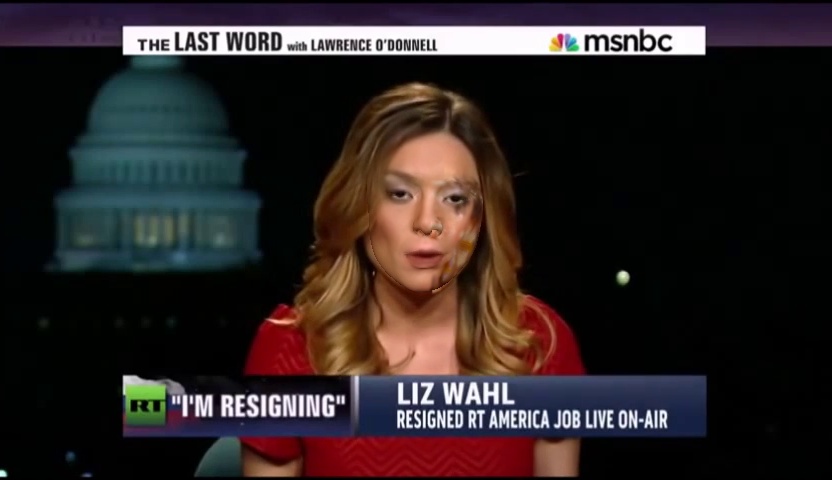 THE LAST WORD WITH LAWRENCE O'DONNELL
msnbc
RT "I'M RESIGNING"
LIZ WAHL
RESIGNED RT AMERICA JOB LIVE ON-AIR